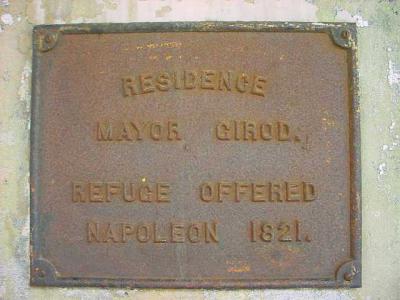 RESIDENCE
MAYOR GIROD.
REFUGE OFFERED
NAPOLEON 1821.